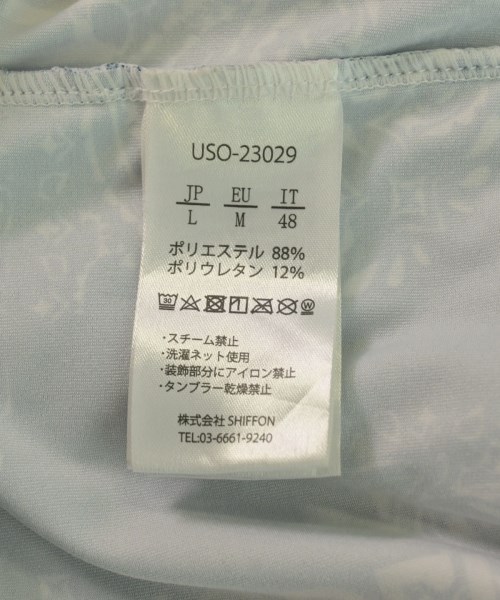 USO-23029
JP EU IT
L M 48
ポリエステル 88%
ポリウレタン 12%
30 W
・スチーム禁止
・洗濯ネット使用
・装飾部分にアイロン禁止
・タンブラー乾燥禁止
株式会社 SHIFFON
TEL:03-6661-9240